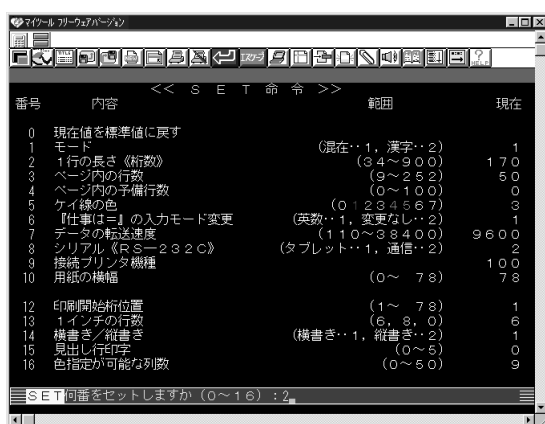 マイツール フリーウェアバージョン
エスケープ
HELP
<< SET 命令 >>
番号 内容 範囲 現在
0 現在値を標準値に戻す
1 モード (混在‥1,漢字‥2) 1
2 1行の長さ《桁数》 (34~900) 170
3 ページ内の行数 (9~252) 50
4 ページ内の予備行数 (0~100) 0
5 ケイ線の色 (01234567) 3
6 『仕事は=』の入力モード変更 (英数‥1,変更なし‥2) 1
7 データの転送速度 (110~38400) 9600
8 シリアル《RS-232C》 (タブレット‥1,通信‥2) 2
9 接続プリンタ機種 100
10 用紙の横幅 (0~ 78) 78
12 印刷開始桁位置 (1~ 78) 1
13 1インチの行数 (6,8,0) 6
14 横書き/縦書き (横書き‥1,縦書き‥2) 1
15 見出し行印字 (0~5) 0
16 色指定が可能な列数 (0~50) 9
SET何番をセットしますか(0~16):2